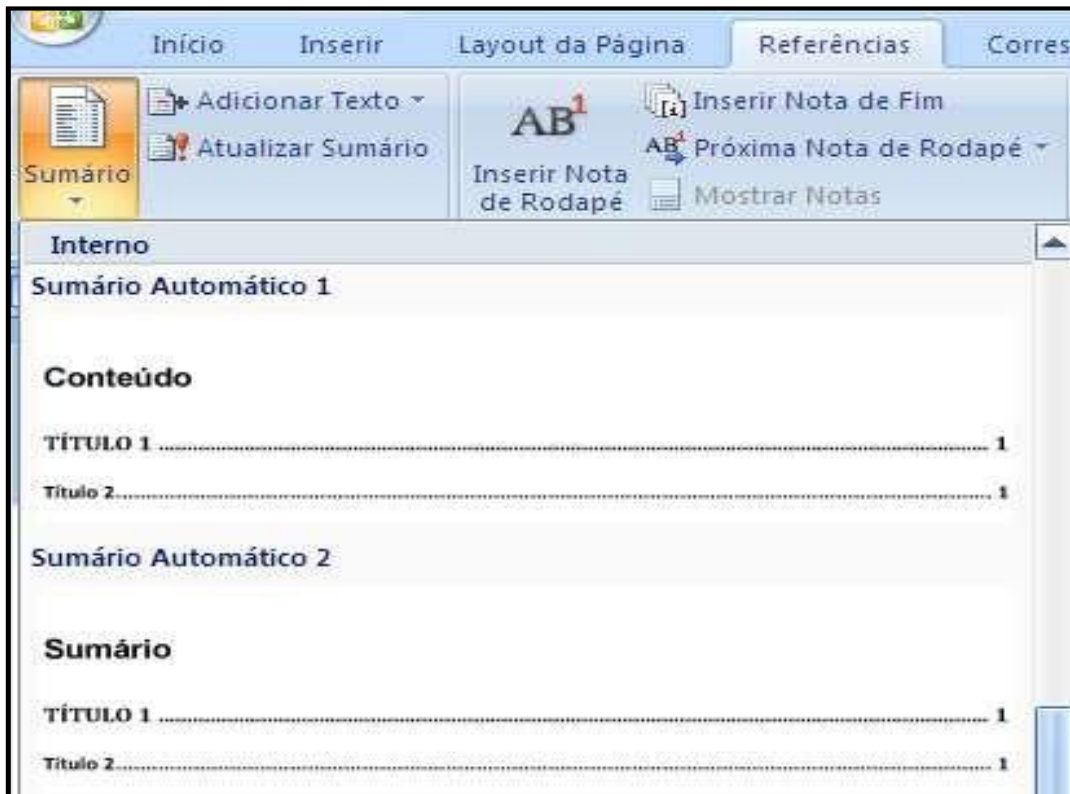 Início Inserir Layout da Página Referências Corres
Sumário
Adicionar Texto
Atualizar Sumário
AB1
Inserir Nota
de Rodapé
Inserir Nota de Fim
AB1 Próxima Nota de Rodapé
Mostrar Notas
Interno
Sumário Automático 1
Conteúdo
TÍTULO 1 ........................................ 1
Título 2 ........................................ 1
Sumário Automático 2
Sumário
TÍTULO 1 ........................................ 1
Título 2 ........................................ 1